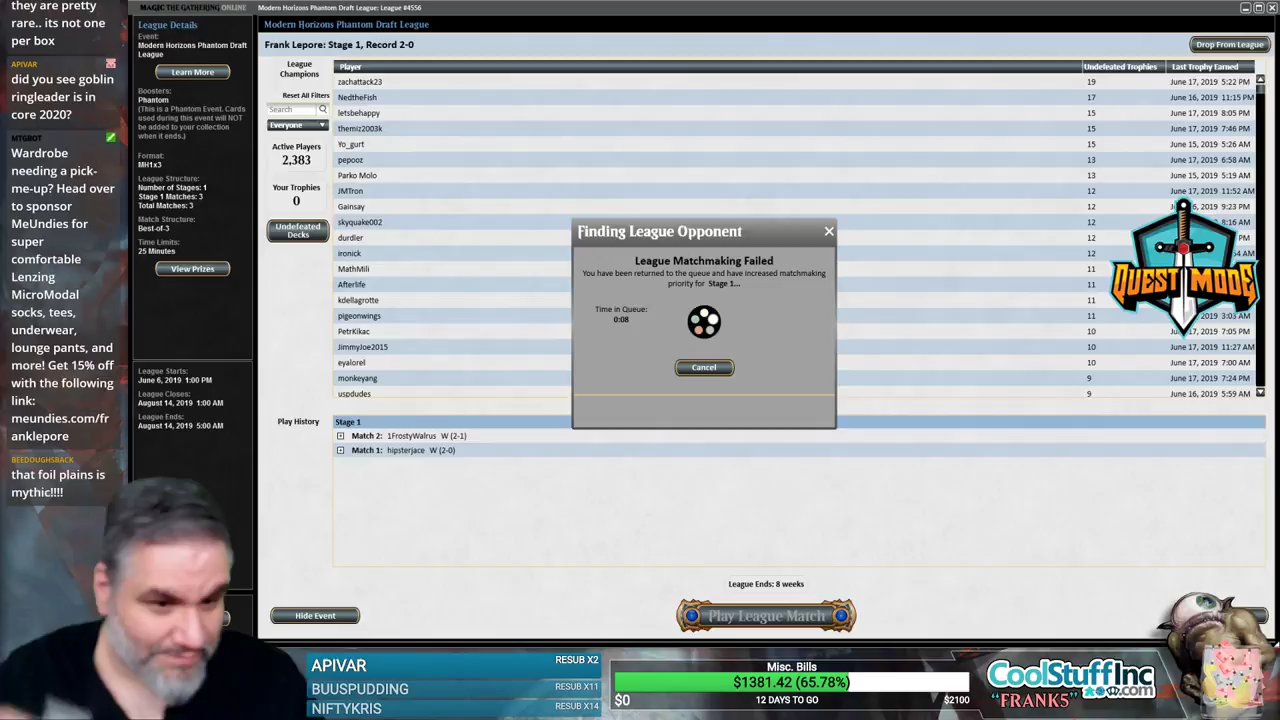 they are pretty
rare.. its not one
per box
APIVAR
did you see goblin
ringleader is in
core 2020?
MTGBOT
Wardrobe
needing a pick-
me-up? Head over
to sponsor
MeUndies for
super
comfortable
Lenzing
MicroModal
socks, tees,
underwear,
lounge pants, and
more! Get 15% off
with the following
link:
meundies.com/fr
anklepore
BEEDOUGHSBACK
that foil plains is
mythic!!!!
MAGIC THE GATHERING ONLINE
Modern Horizons Phantom Draft League: League #4556
League Details
Event:
Modern Horizons Phantom Draft
League
Learn More
Boosters:
Phantom
(This is a Phantom Event. Cards
used during this event will NOT
be added to your collection
when it ends.)
Format:
MH1x3
League Structure:
Number of Stages: 1
Stage 1 Matches: 3
Total Matches: 3
Match Structure:
Best-of-3
Time Limits:
25 Minutes
View Prizes
League Starts:
June 6, 2019 1:00 PM
League Closes:
August 14, 2019 1:00 AM
League Ends:
August 14, 2019 5:00 AM
Modern Horizons Phantom Draft League
Frank Lepore: Stage 1, Record 2-0
Drop From League
League
Champions
Reset All Filters
Search
Everyone
Active Players
2,383
Your Trophies
0
Undefeated
Decks
Player Undefeated Trophies Last Trophy Earned
zachattack23 19 June 17, 2019 5:22 PM
NedtheFish 17 June 16, 2019 11:15 PM
letsbehappy 15 June 17, 2019 8:05 PM
themiz2003k 15 June 17, 2019 7:46 PM
Yo_gurt 15 June 15, 2019 5:26 AM
pepooz 13 June 17, 2019 6:58 AM
Parko Molo 13 June 15, 2019 5:19 AM
JMTron 12 June 17, 2019 11:52 AM
Gainsay 12 9:23 PM
skyquake002 12 8:16 AM
durdler 12 PM
ironick 12 AM
MathMili 11
Afterlife 11
kdellagrotte 11
pigeonwings 11 3:03 AM
PetrKikac 10 June 17, 2019 7:05 PM
JimmyJoe2015 10 June 17, 2019 11:27 AM
eyalorel 10 June 17, 2019 7:00 AM
monkeyang 9 June 17, 2019 7:24 PM
uspdudes 9 June 16, 2019 5:59 AM
Finding League Opponent
League Matchmaking Failed
You have been returned to the queue and have increased matchmaking
priority for Stage 1...
Time in Queue:
0:08
Cancel
QUEST MODE
Play History
Stage 1
Match 2: 1FrostyWalrus W (2-1)
Match 1: hipsterjace W (2-0)
League Ends: 8 weeks
Hide Event
Play League Match
APIVAR RESUB X2
BUUSPUDDING RESUB X11
NIFTYKRIS RESUB X14
Misc. Bills
$1381.42 (65.78%)
$0 12 DAYS TO GO $2100
CoolStuffInc
.com
"FRANKS"